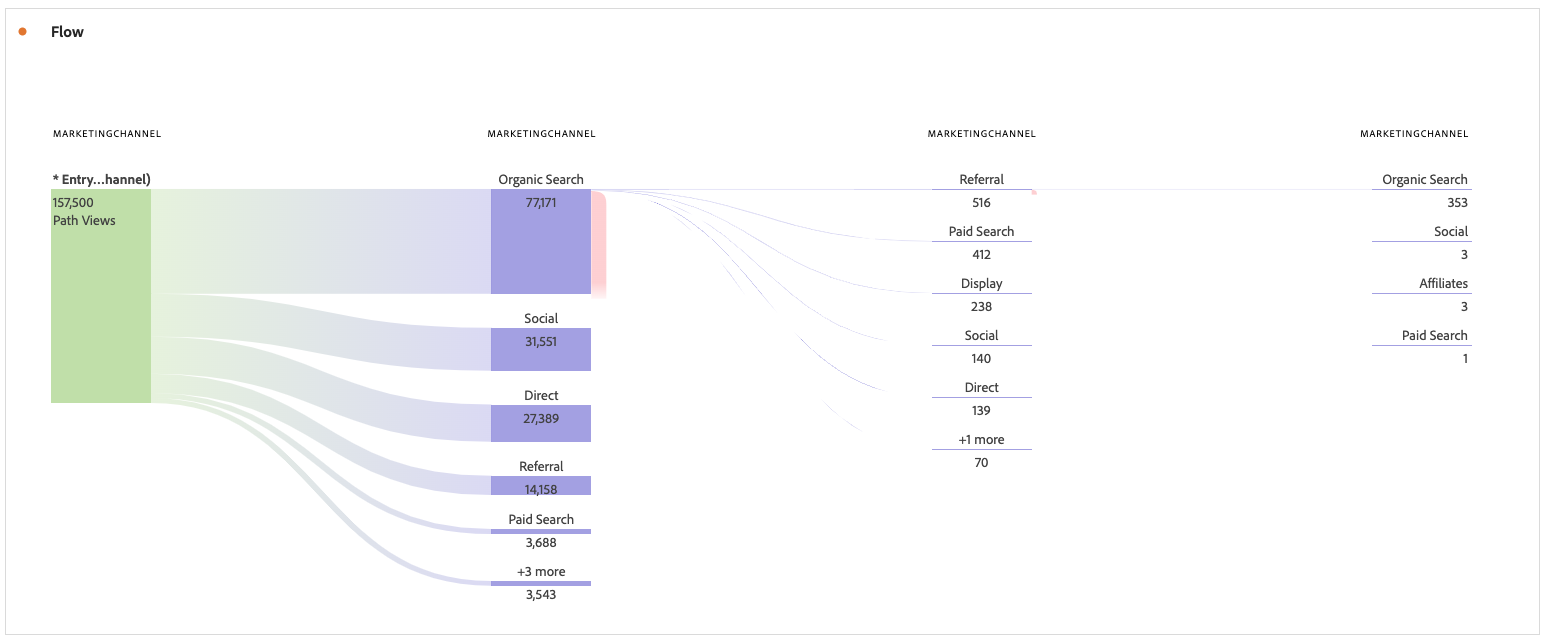 Flow
MARKETINGCHANNEL
MARKETINGCHANNEL
MARKETINGCHANNEL
MARKETINGCHANNEL
* Entry...hannel)
157,500
Path Views
Organic Search
77,171
Social
31,551
Direct
27,389
Referral
14,158
Paid Search
3,688
+3 more
3,543
Referral
516
Paid Search
412
Display
238
Social
140
Direct
139
+1 more
70
Organic Search
353
Social
3
Affiliates
3
Paid Search
1